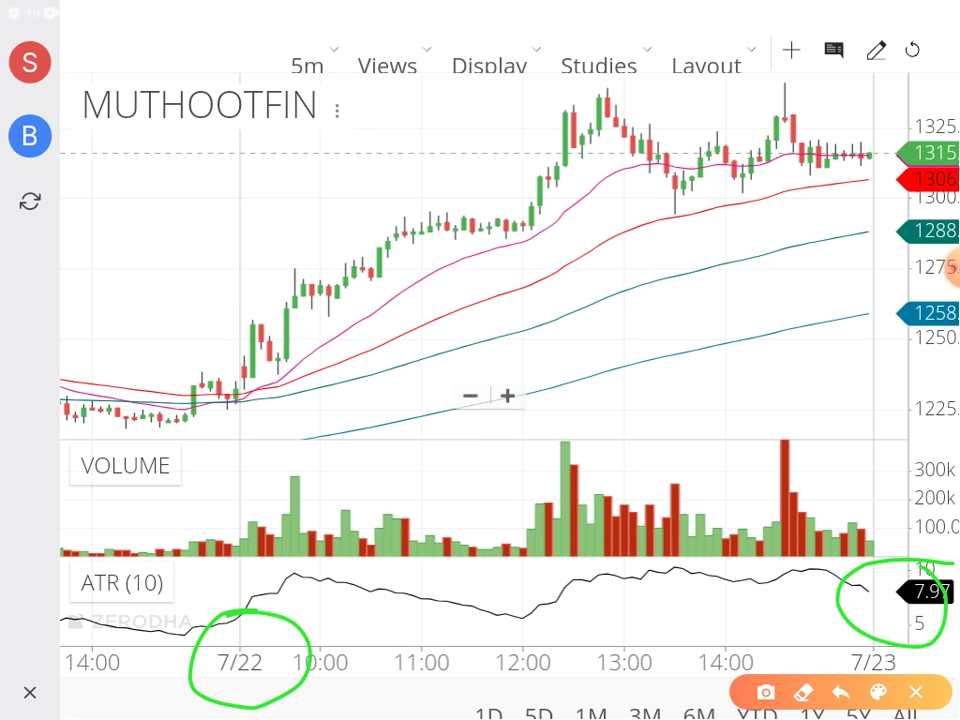 S
B
5m Views Display Studies Layout
MUTHOOTFIN
1325.
1315.
1306.
1300.
1288.
1275.
1258.
1250.
1225.
VOLUME
300k
200k
100.0
ATR (10)
10
7.97
5
ZERODHA
14:00 7/22 10:00 11:00 12:00 13:00 14:00 7/23
1D 5D 1M 3M 6M YTD 1Y 5Y All